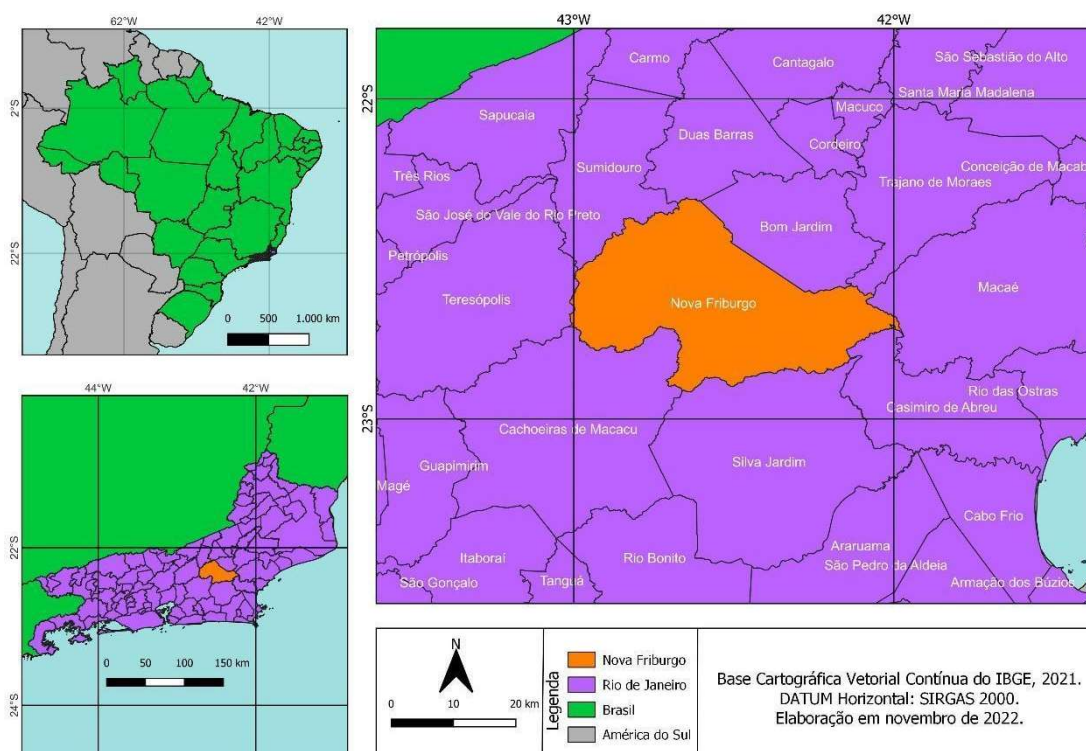 62°W
42°W
2°S
22°S
0
500
1.000 km
44°W
42°W
22°S
24°S
0
50
100
150 km
43°W
42°W
22°S
23°S
Carmo
Cantagalo
São Sebastião do Alto
Santa Maria Madalena
Macuco
Sapucaia
Duas Barras
Cordeiro
Conceição de Macab
Três Rios
Sumidouro
Trajano de Moraes
São José do Vale do Rio Preto
Bom Jardim
Petrópolis
Teresópolis
Nova Friburgo
Macaé
Rio das Ostras
Casimiro de Abreu
Cachoeiras de Macacu
Guapimirim
Silva Jardim
Magé
Cabo Frio
Itaboraí
Rio Bonito
Araruama
São Pedro da Aldeia
São Gonçalo
Tanguá
Armação dos Búzios
N
0
10
20 km
Legenda
Nova Friburgo
Rio de Janeiro
Brasil
América do Sul
Base Cartográfica Vetorial Contínua do IBGE, 2021.
DATUM Horizontal: SIRGAS 2000.
Elaboração em novembro de 2022.